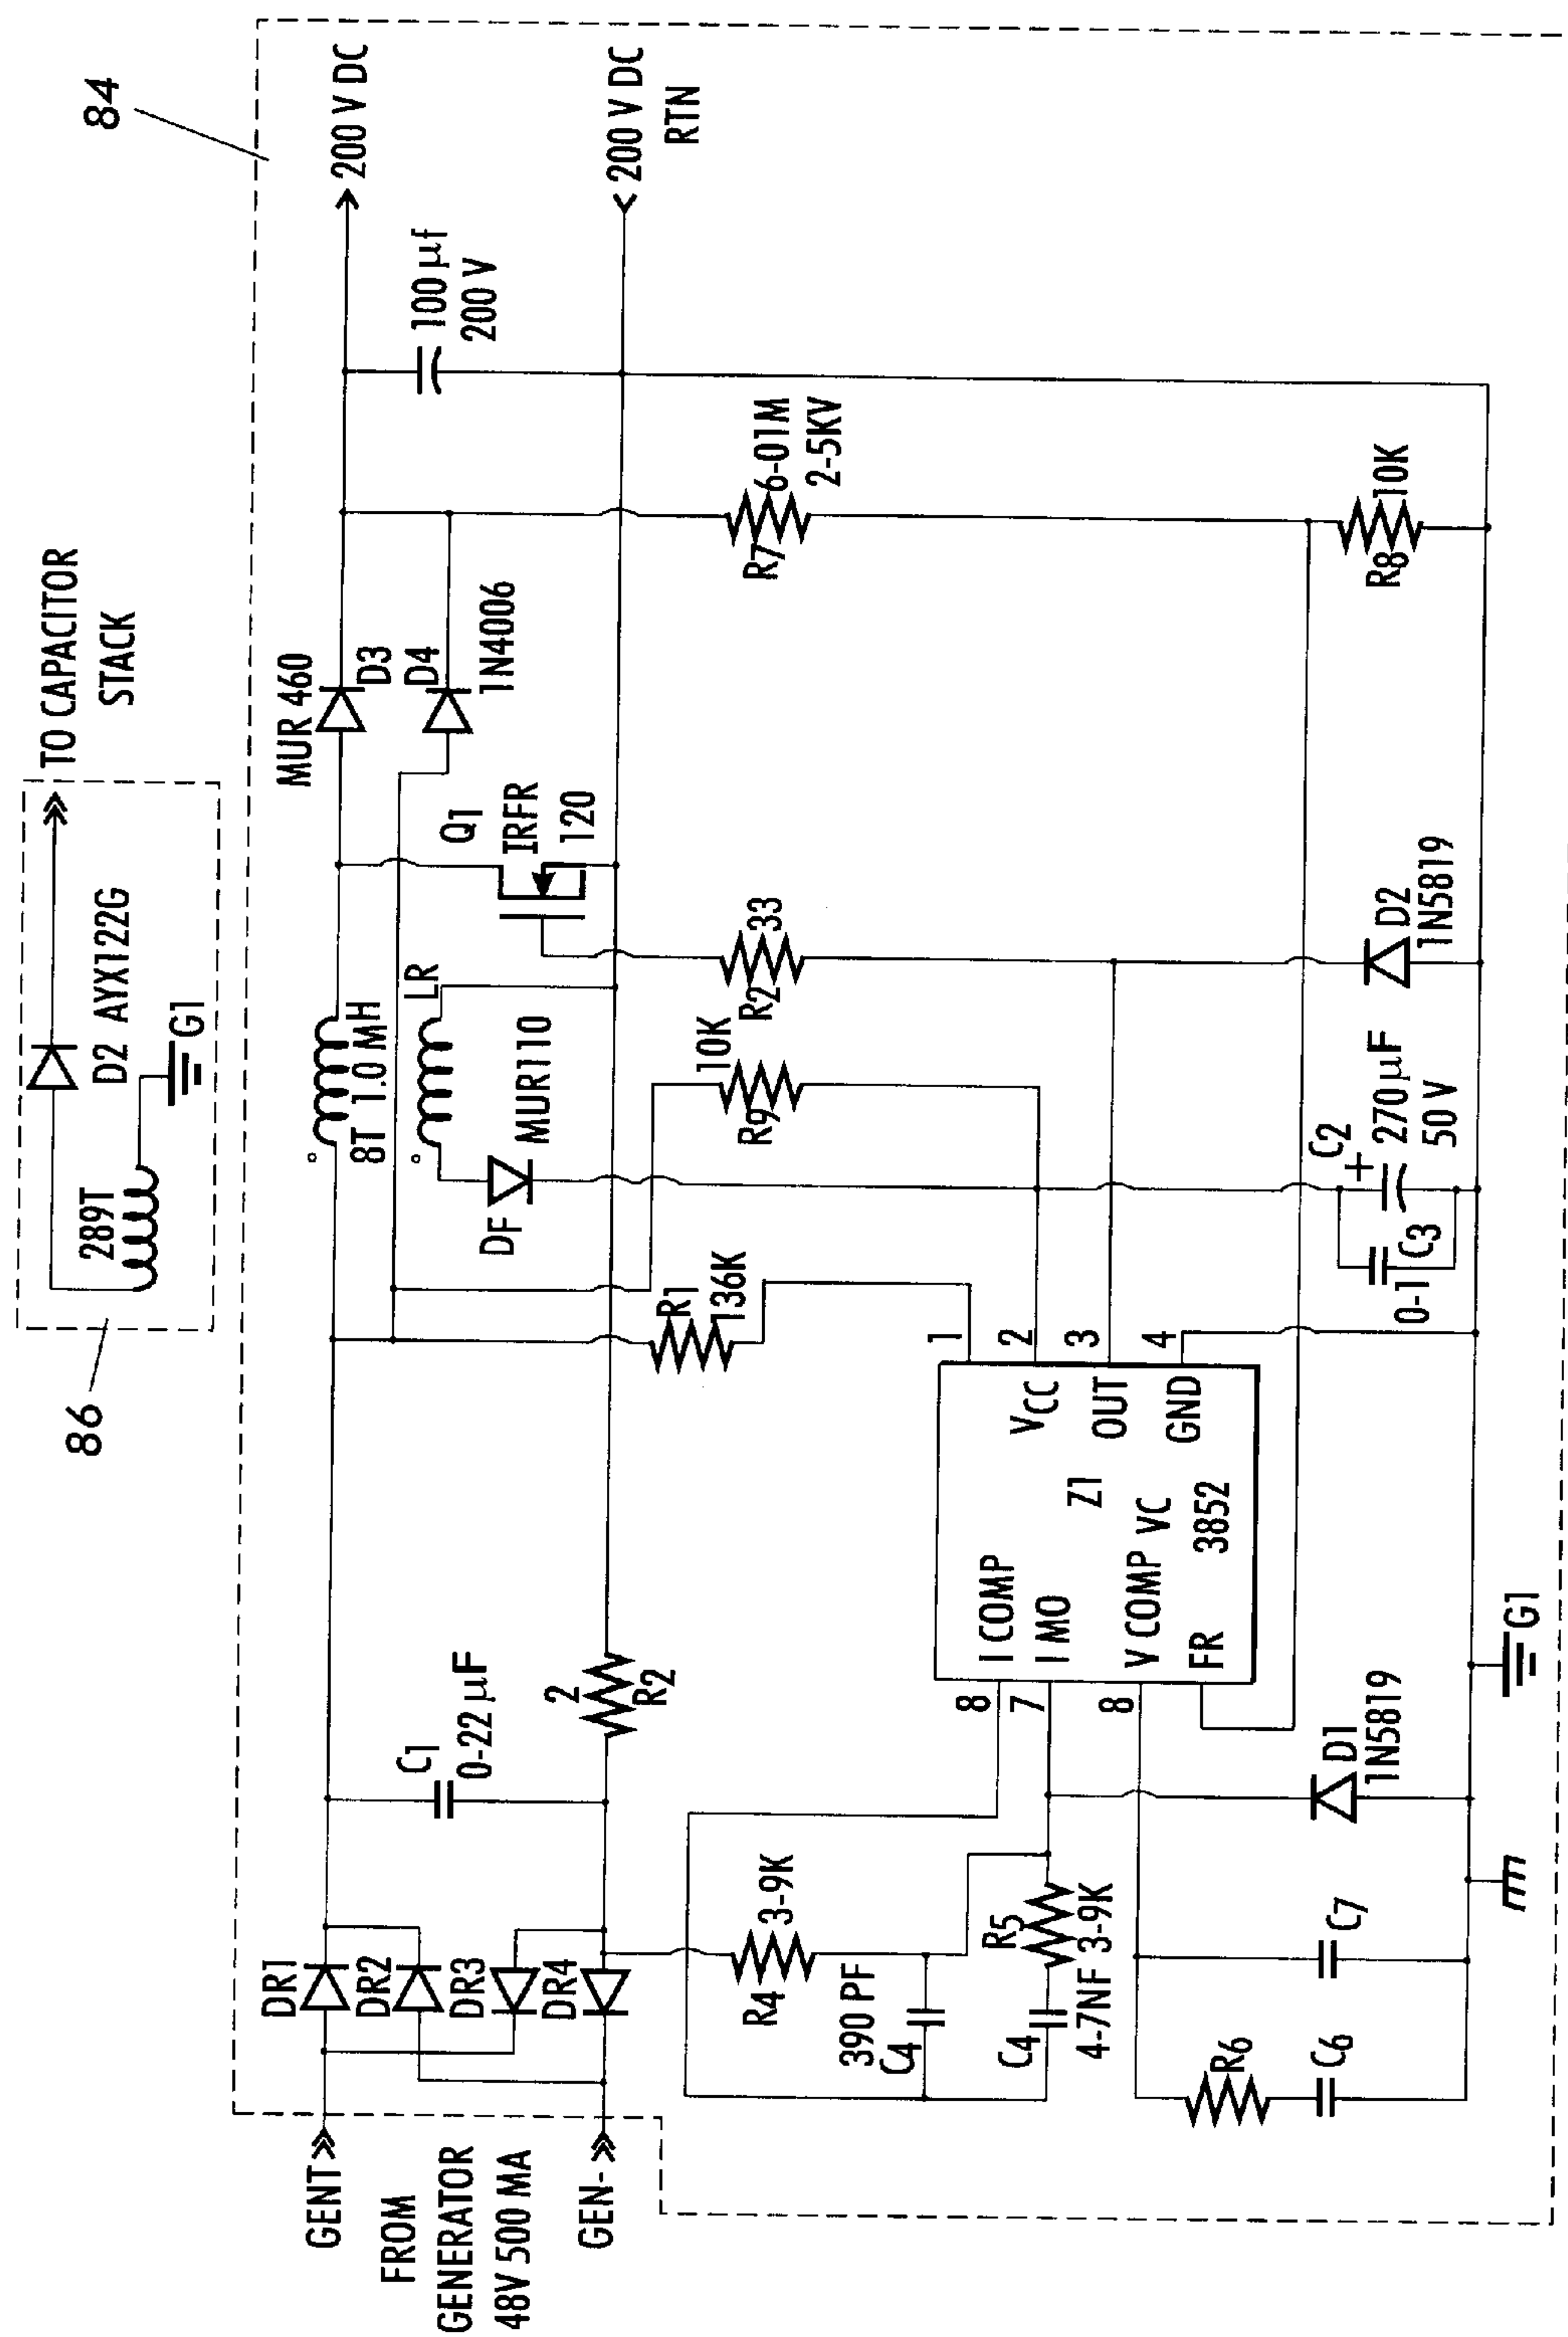 84
86
TO CAPACITOR
STACK
289T
D2 AYX122G
G1
GENT
FROM
GENERATOR
48V 500 MA
GEN-
DR1
DR2
DR3
DR4
C1
0-22 µF
2
R2
8T 1.0 MH
LR
DF
MUR110
MUR 460
D3
D4
1N4006
Q1
IRFR
120
200 V DC
100 µf
200 V
200 V DC
RTN
R1
136K
10K
R9
R2
33
R7
6-01M
2-5KV
R4
3-9K
390 PF
C4
R5
3-9K
C4
4-7NF
8
7
8
I COMP
I MO
V COMP
VC
FR
Z1
3852
VCC
OUT
GND
1
2
3
4
R6
C6
C7
D1
1N5819
G1
0-1
C3
C2
+
270 µF
50 V
D2
1N5819
R8
10K